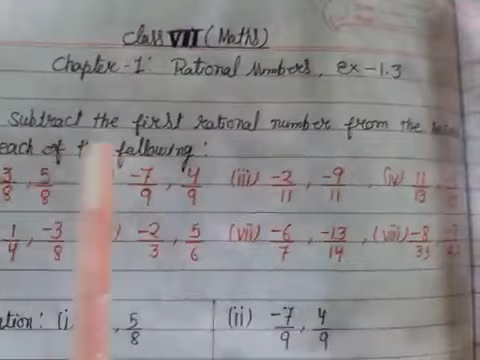 Class VII (Maths)
Chapter-1: Rational Numbers, ex-1.3
Subtract the first rational number from the
each of following:
3/8, 5/8 -7/9, 4/9 (iii) -2/11, -9/11, (iv) 11/13,
1/4, -3/8 -2/3, 5/6 (vii) -6/7, -13/14, (viii) -8/33,
(i , 5/8 (ii) -7/9, 4/9